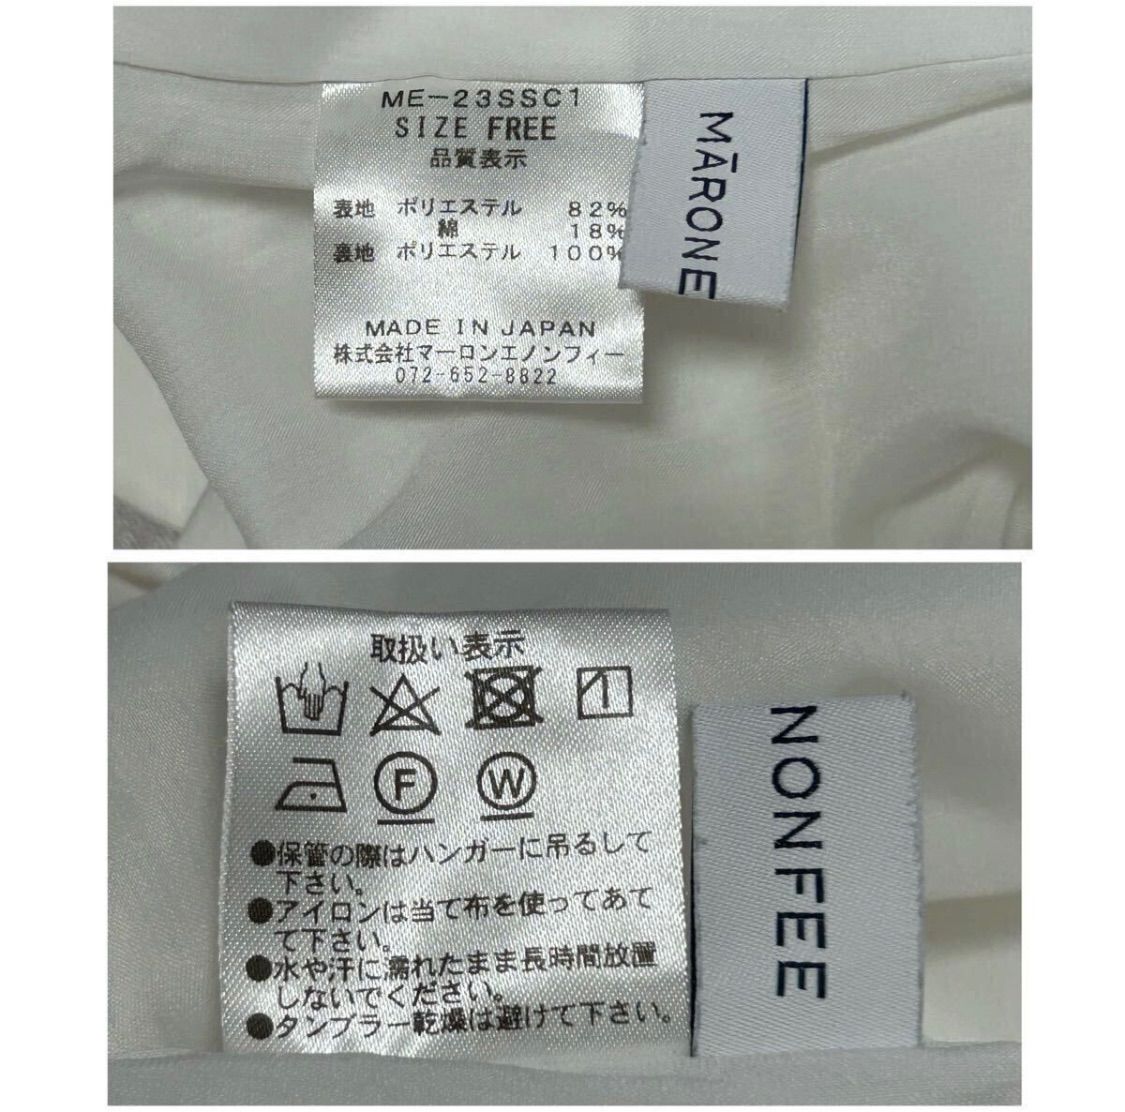 ME-23SSC1
SIZE FREE
品質表示
表地 ポリエステル 82%
綿 18%
裏地 ポリエステル 100%
MADE IN JAPAN
株式会社マーロンエノンフィー
072-652-8822
MĀRONE
取扱い表示
F W
●保管の際はハンガーに吊るして
下さい。
●アイロンは当て布を使ってあて
て下さい。
●水や汗に濡れたまま長時間放置
しないでください。
●タンブラー乾燥は避けて下さい。
NONFEE